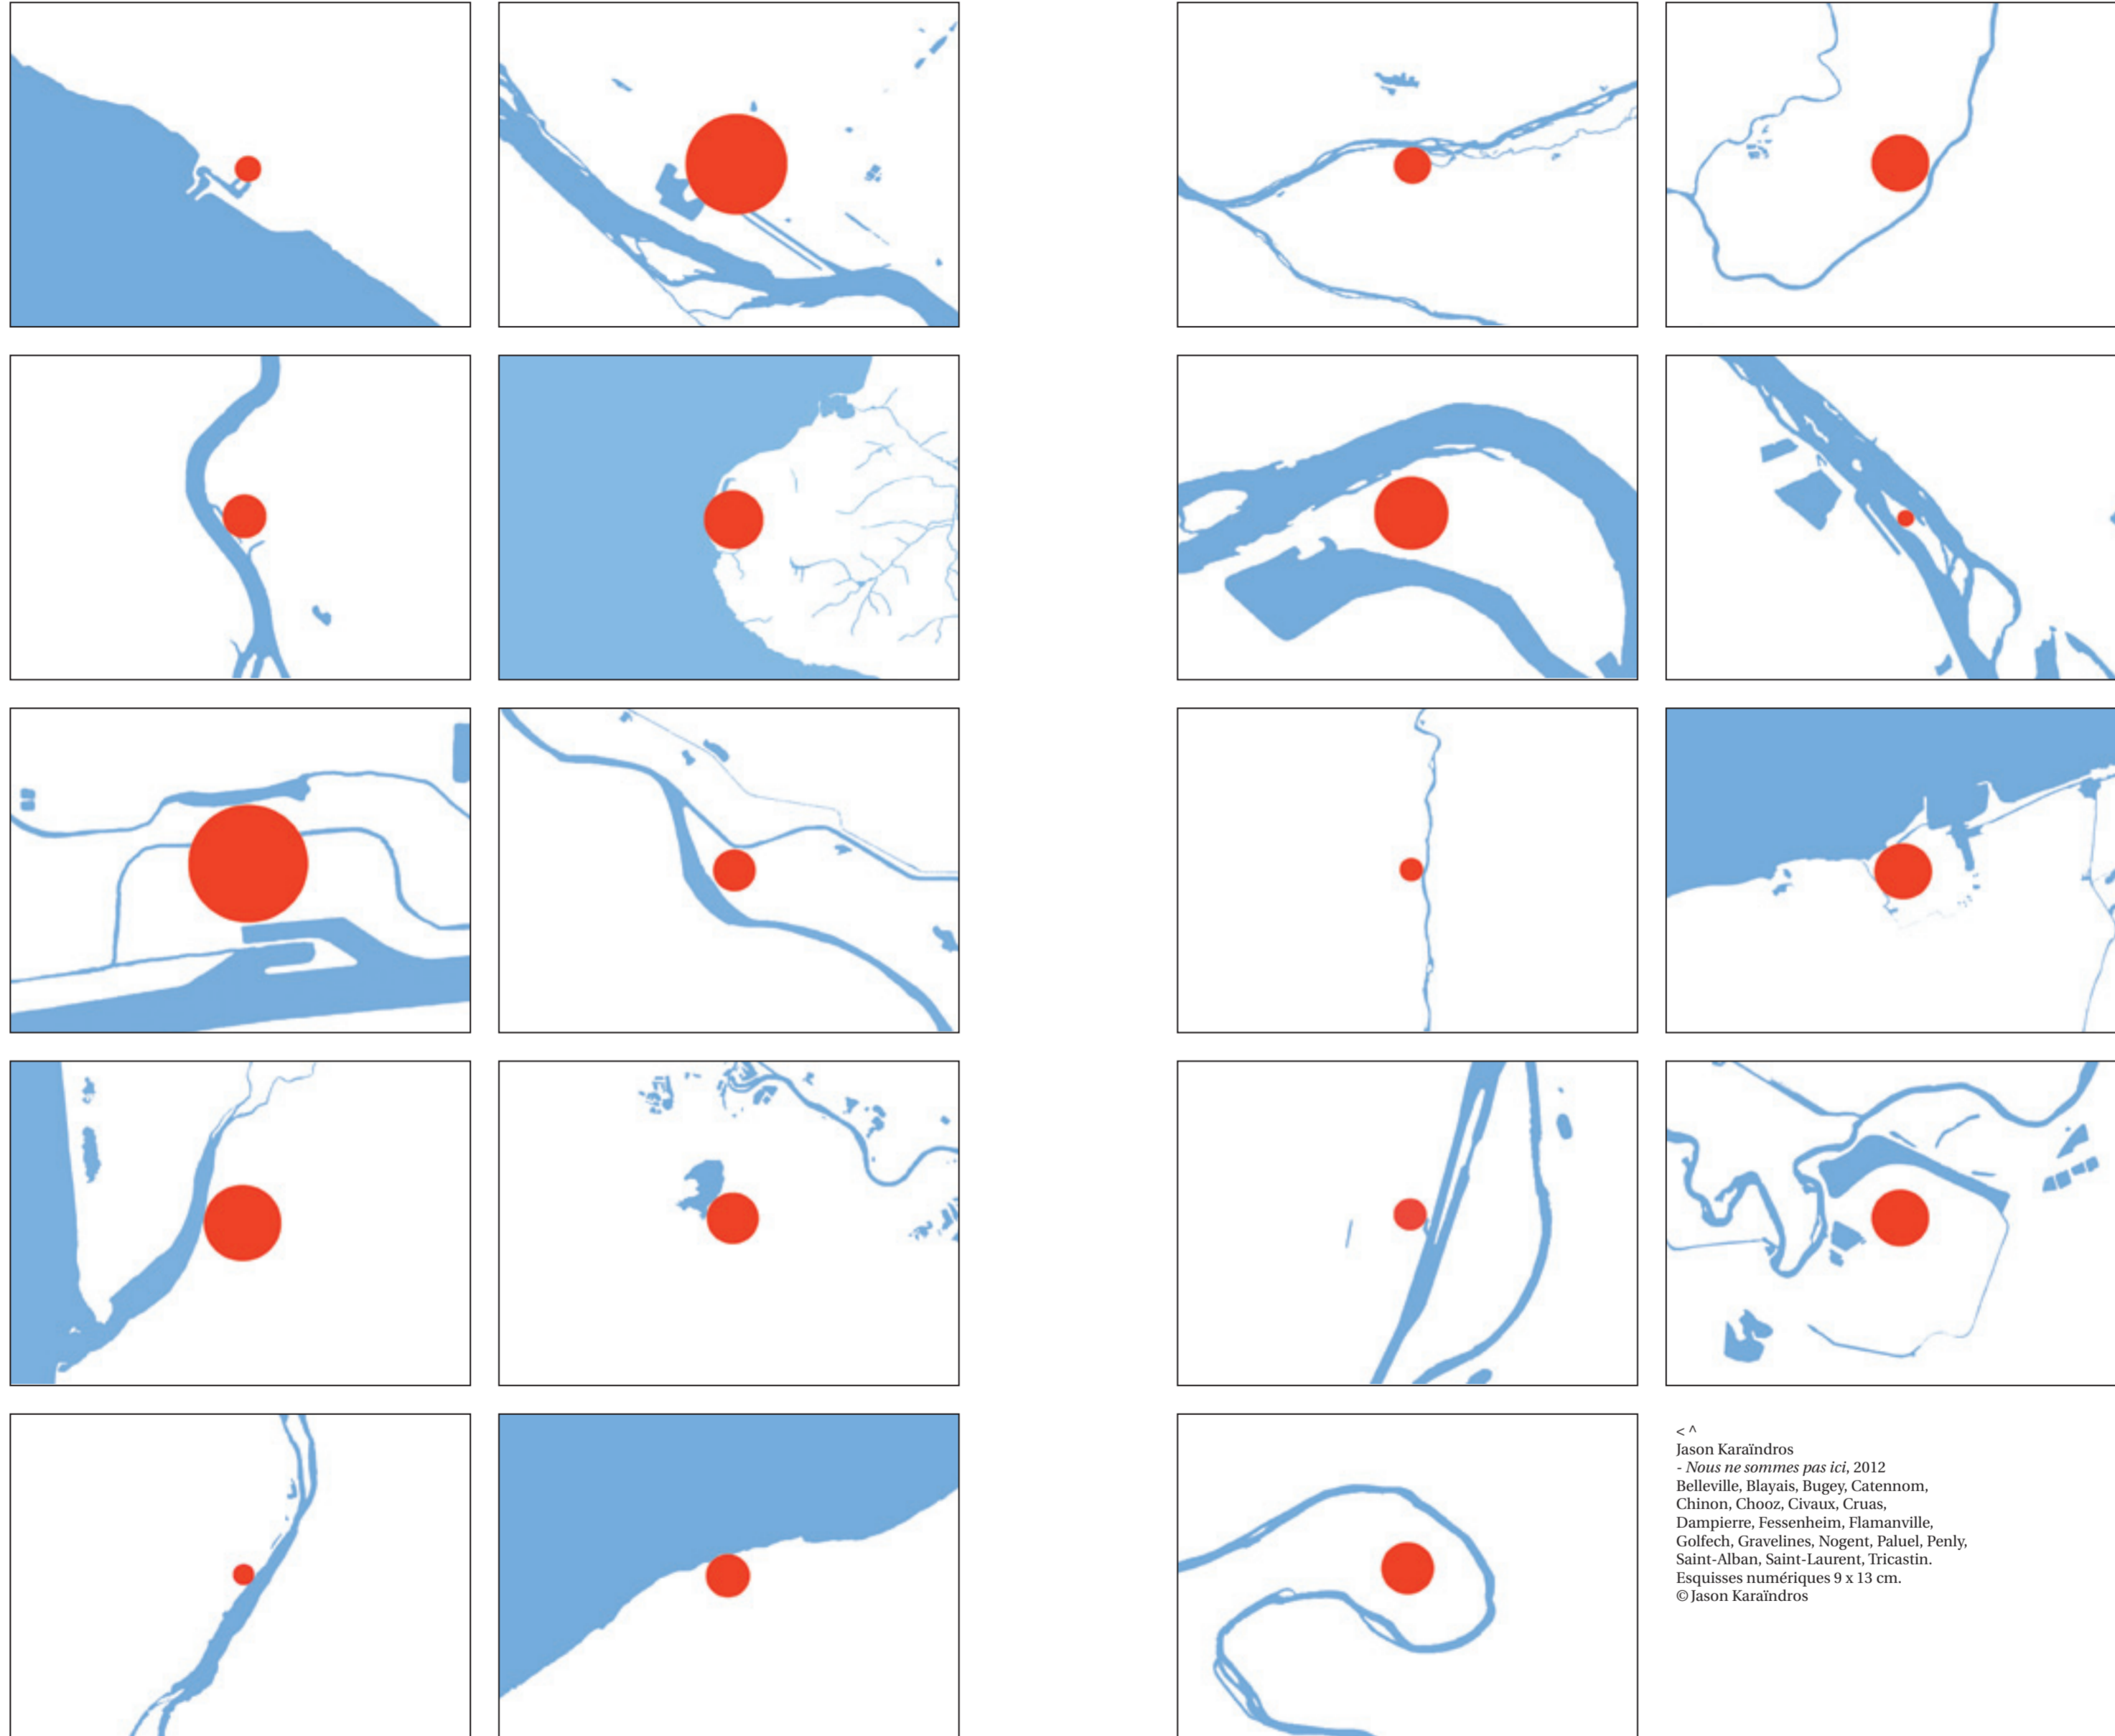 < ^
Jason Karaïndros
- Nous ne sommes pas ici, 2012
Belleville, Blayais, Bugey, Catennom,
Chinon, Chooz, Civaux, Cruas,
Dampierre, Fessenheim, Flamanville,
Golfech, Gravelines, Nogent, Paluel, Penly,
Saint-Alban, Saint-Laurent, Tricastin.
Esquisses numériques 9 x 13 cm.
© Jason Karaïndros